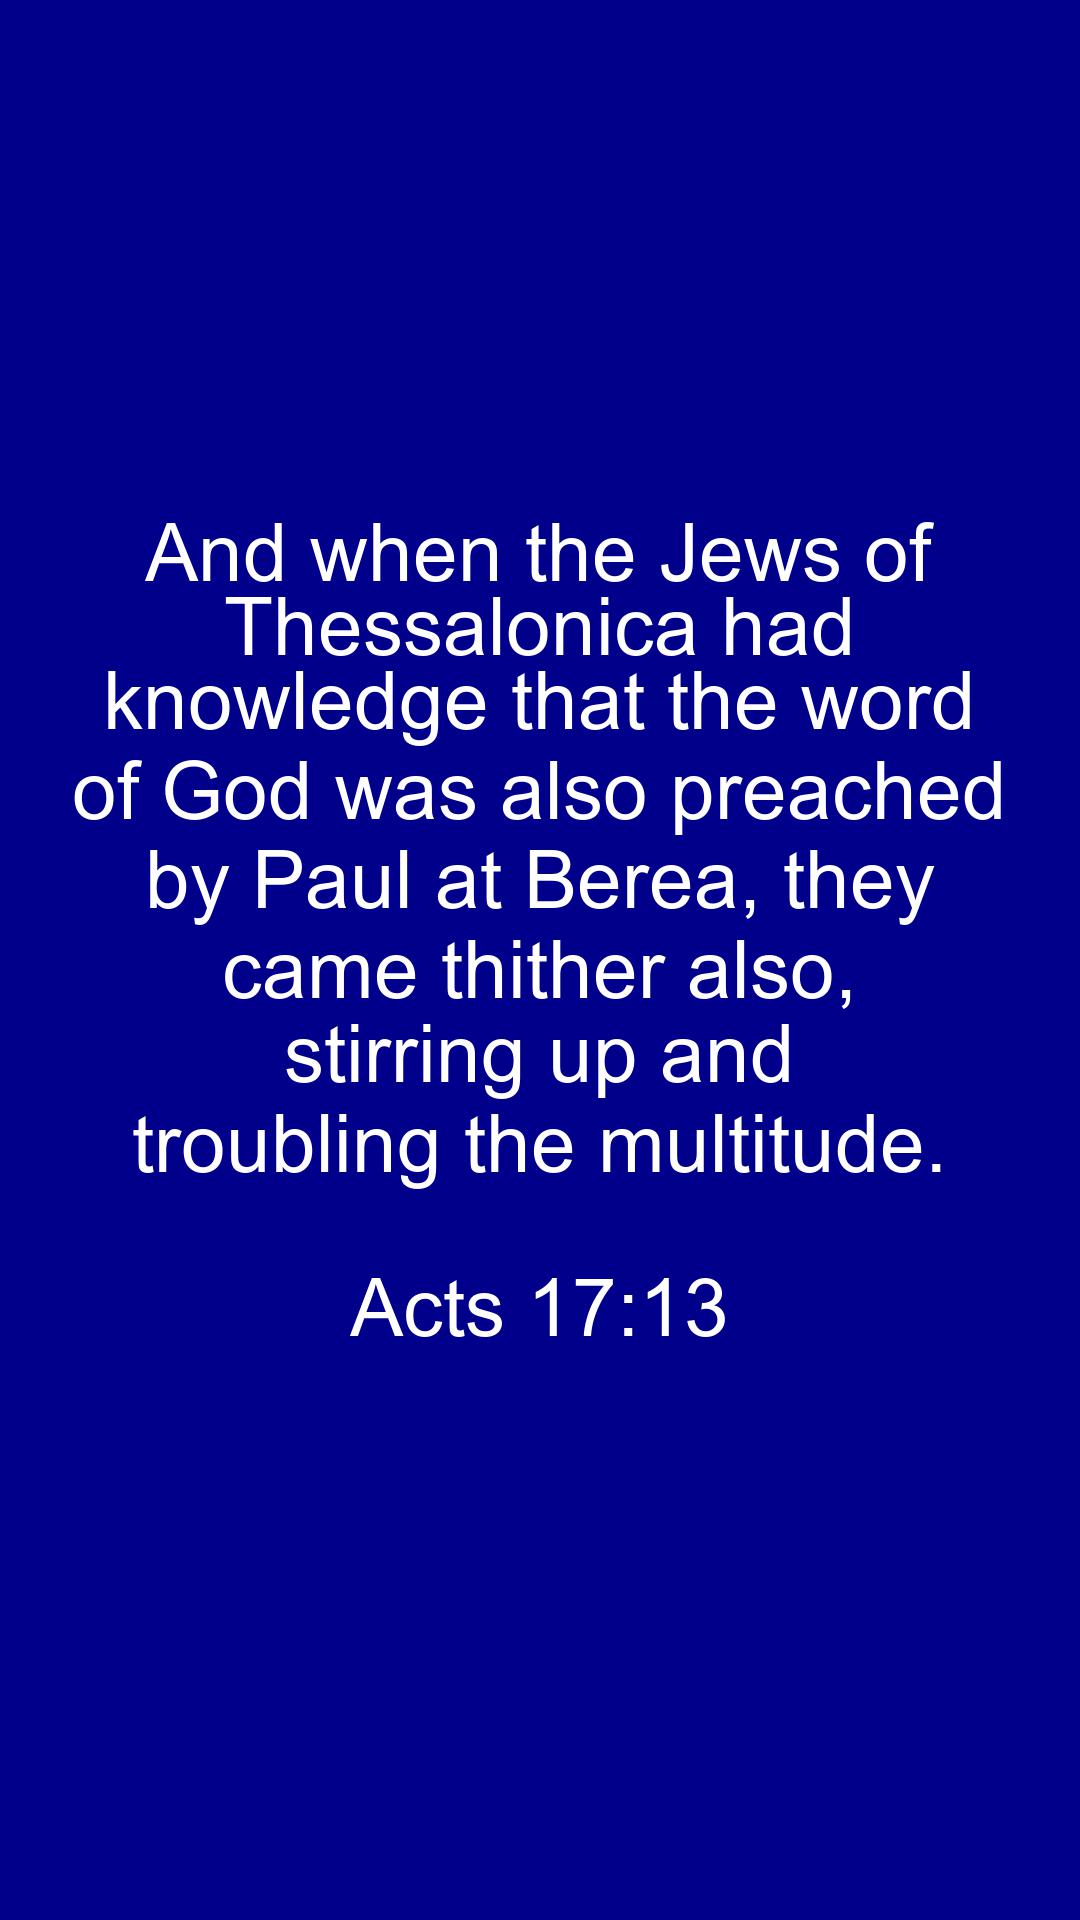 And when the Jews of
Thessalonica had
knowledge that the word
of God was also preached
by Paul at Berea, they
came thither also,
stirring up and
troubling the multitude.
Acts 17:13